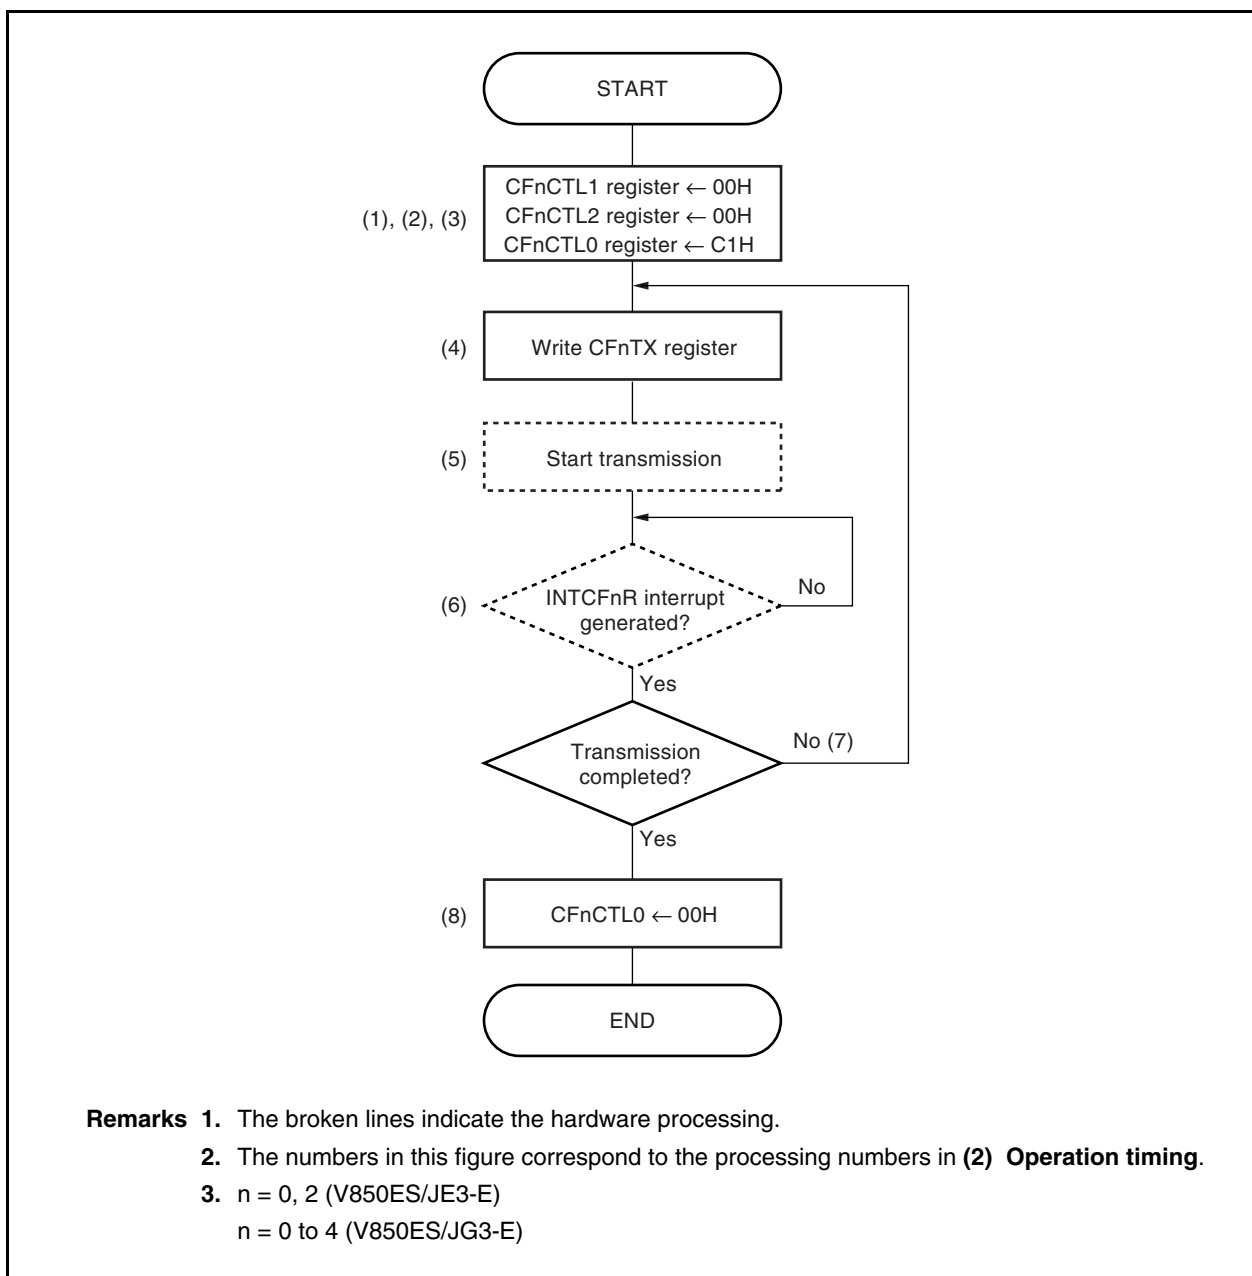 START
CFnCTL1 register ← 00H
CFnCTL2 register ← 00H
(1), (2), (3)
CFnCTL0 register ← C1H
(4)
Write CFnTX register
(5)
Start transmission
(6)
INTCFnR interrupt
generated?
No
Yes
Transmission
completed?
No (7)
Yes
(8)
CFnCTL0 ← 00H
END
Remarks 1. The broken lines indicate the hardware processing.
2. The numbers in this figure correspond to the processing numbers in (2) Operation timing.
3. n = 0, 2 (V850ES/JE3-E)
n = 0 to 4 (V850ES/JG3-E)